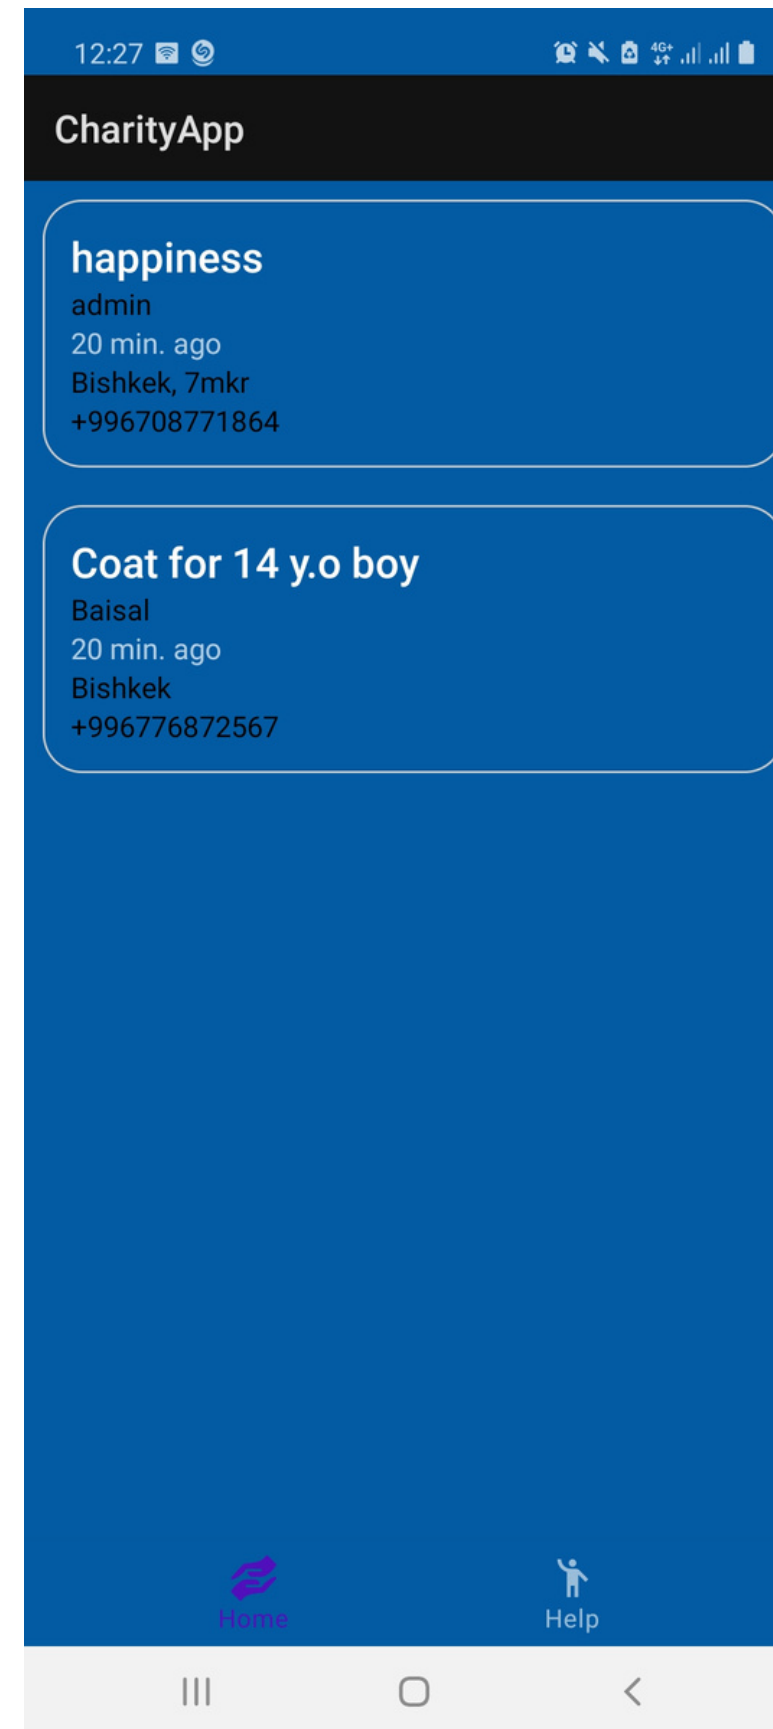 12:27
4G+
CharityApp
happiness
admin
20 min. ago
Bishkek, 7mkr
+996708771864
Coat for 14 y.o boy
Baisal
20 min. ago
Bishkek
+996776872567
Home
Help